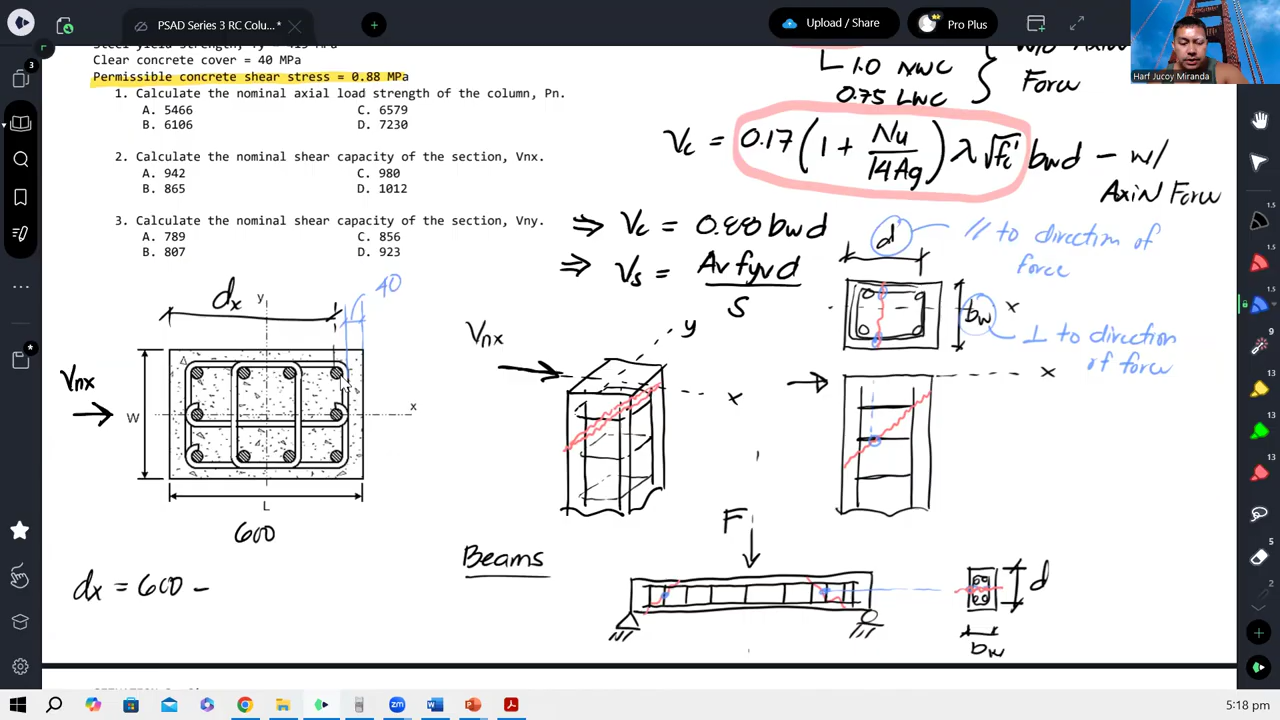 PSAD Series 3 RC Colu...
Upload / Share
Pro Plus
Harf Jucoy Miranda
Clear concrete cover = 40 MPa
Permissible concrete shear stress = 0.88 MPa
1. Calculate the nominal axial load strength of the column, Pn.
A. 5466 C. 6579
B. 6106 D. 7230
2. Calculate the nominal shear capacity of the section, Vnx.
A. 942 C. 980
B. 865 D. 1012
3. Calculate the nominal shear capacity of the section, Vny.
A. 789 C. 856
B. 807 D. 923
1.0 NWC
0.75 LWC
Force
Vc = 0.17 (1 + Nu/14Ag) λ √fc' bwd - w/
Axial Force
⇒ Vc = 0.88 bwd
⇒ Vs = Av fyv d / S
d // to direction of
force
bw ⊥ to direction
of force
x
dx
y
40
Vnx
W
x
L
600
dx = 600 -
Vnx
y
x
x
Beams
F
d
bw
5:18 pm